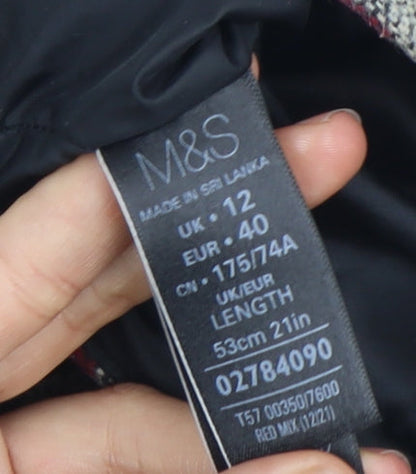 M&S
MADE IN SRI LANKA
UK • 12
EUR • 40
CN • 175/74A
UK/EUR
LENGTH
53cm 21in
02784090
T57 00350/7600
RED MIX (12/21)